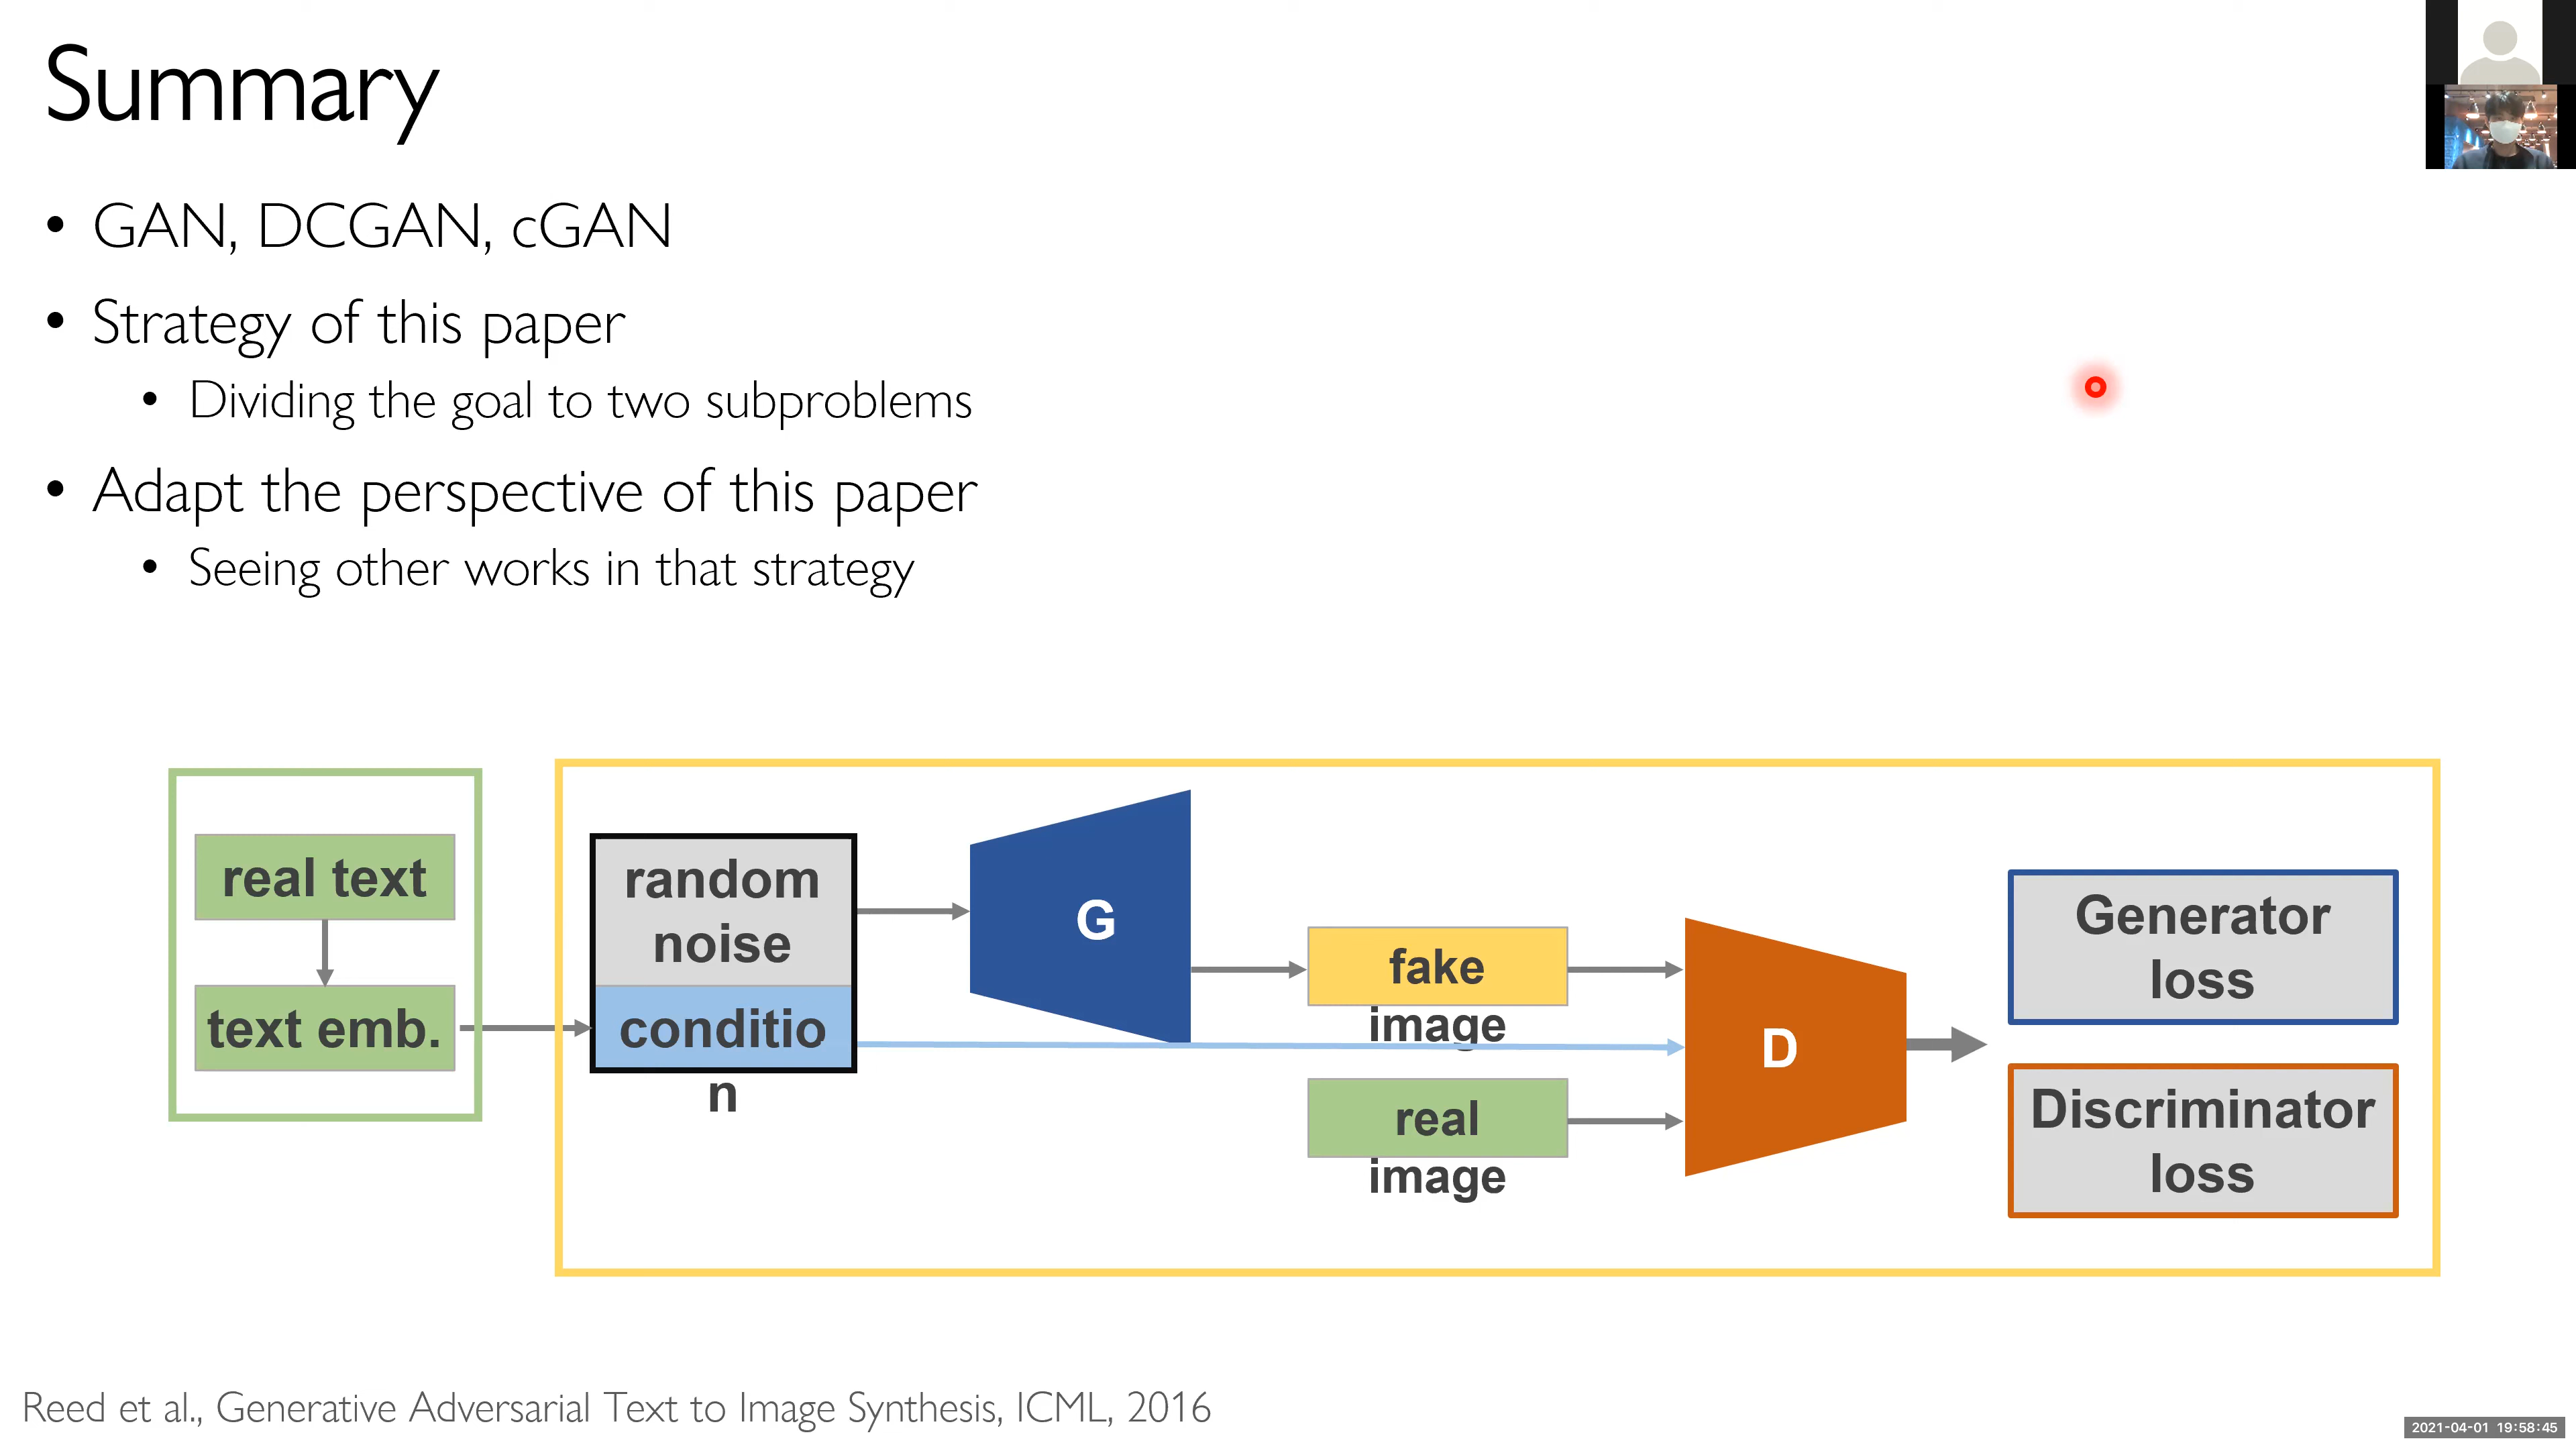 Summary
• GAN, DCGAN, cGAN
• Strategy of this paper
• Dividing the goal to two subproblems
• Adapt the perspective of this paper
• Seeing other works in that strategy
real text
text emb.
random
noise
conditio
n
G
fake
image
real
image
D
Generator
loss
Discriminator
loss
Reed et al., Generative Adversarial Text to Image Synthesis, ICML, 2016
2021-04-01 19:58:45